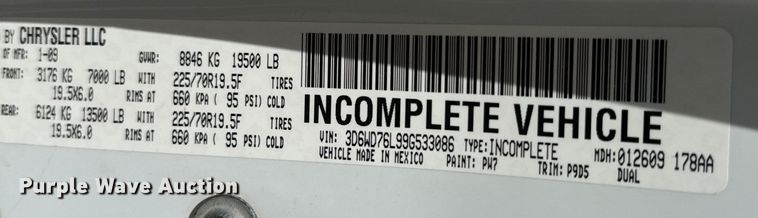 BY CHRYSLER LLC
OF MFR: 1-09 GVWR: 8846 KG 19500 LB
FRONT: 3176 KG 7000 LB WITH 225/70R19.5F TIRES
19.5X6.0 RIMS AT 660 KPA ( 95 PSI) COLD
REAR: 6124 KG 13500 LB WITH 225/70R19.5F TIRES
19.5X6.0 RIMS AT 660 KPA ( 95 PSI) COLD
INCOMPLETE VEHICLE
VIN: 3D6WD76L99G533086 TYPE: INCOMPLETE MDH: 012609 178AA
VEHICLE MADE IN MEXICO PAINT: PW7 TRIM: P9D5 DUAL
Purple Wave Auction